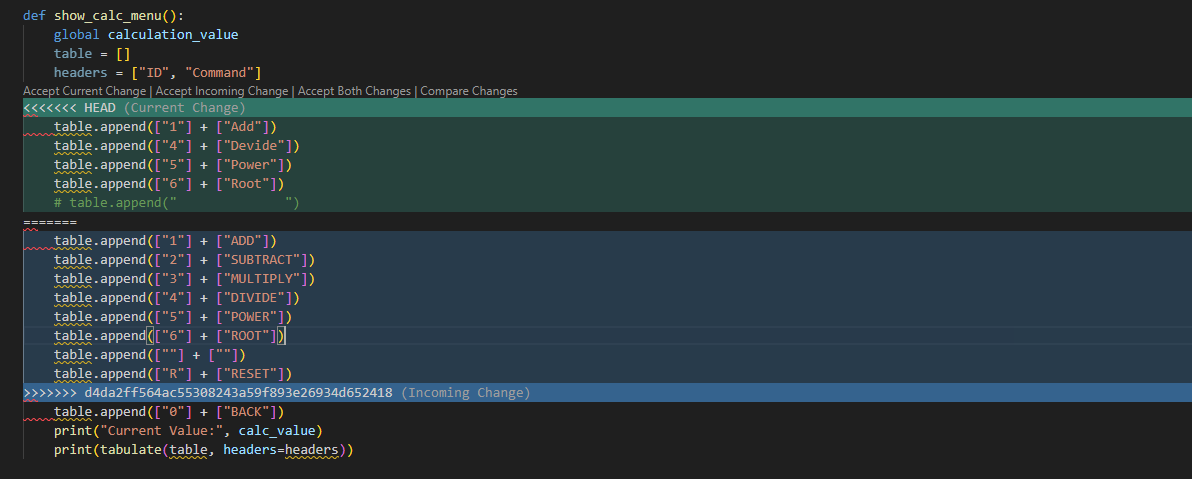 def show_calc_menu():
    global calculation_value
    table = []
    headers = ["ID", "Command"]
Accept Current Change | Accept Incoming Change | Accept Both Changes | Compare Changes
<<<<<<< HEAD (Current Change)
    table.append(["1"] + ["Add"])
    table.append(["4"] + ["Devide"])
    table.append(["5"] + ["Power"])
    table.append(["6"] + ["Root"])
    # table.append("              ")
=======
    table.append(["1"] + ["ADD"])
    table.append(["2"] + ["SUBTRACT"])
    table.append(["3"] + ["MULTIPLY"])
    table.append(["4"] + ["DIVIDE"])
    table.append(["5"] + ["POWER"])
    table.append(["6"] + ["ROOT"])
    table.append([""] + [""])
    table.append(["R"] + ["RESET"])
>>>>>>> d4da2ff564ac55308243a59f893e26934d652418 (Incoming Change)
    table.append(["0"] + ["BACK"])
    print("Current Value:", calc_value)
    print(tabulate(table, headers=headers))